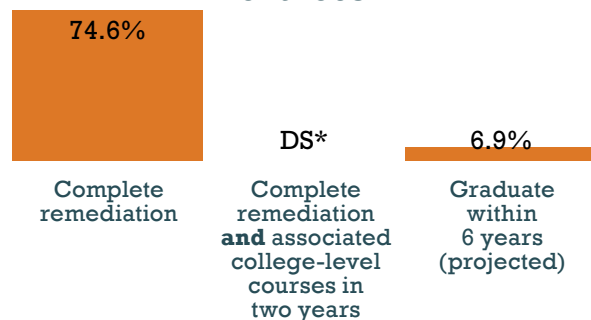 74.6%
DS*
6.9%
Complete
remediation
Complete
remediation
and associated
college-level
courses in
two years
Graduate
within
6 years
(projected)